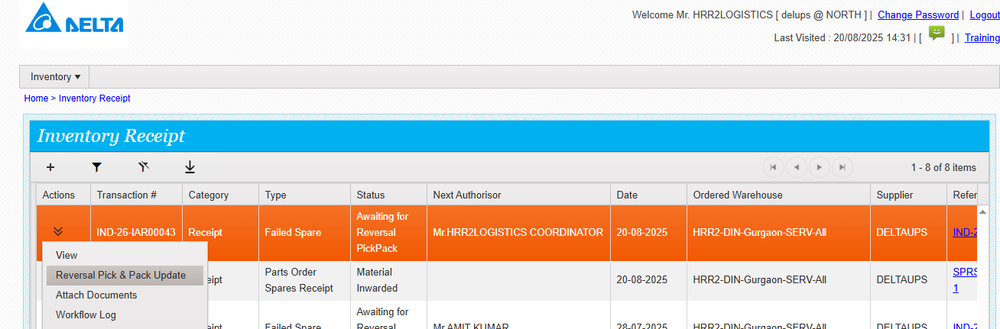 DELTA
Welcome Mr. HRR2LOGISTICS [ delups @ NORTH ] | Change Password | Logout
Last Visited : 20/08/2025 14:31 | [ ] | Training
Inventory
Home > Inventory Receipt
Inventory Receipt
+
1 - 8 of 8 items
Actions Transaction # Category Type Status Next Authorisor Date Ordered Warehouse Supplier Refer
IND-26-IAR00043 Receipt Failed Spare Awaiting for Mr.HRR2LOGISTICS COORDINATOR 20-08-2025 HRR2-DIN-Gurgaon-SERV-All DELTAUPS IND-2
Reversal
PickPack
View
Reversal Pick & Pack Update
Attach Documents
Workflow Log
eipt Parts Order Material 20-08-2025 HRR2-DIN-Gurgaon-SERV-All DELTAUPS SPRS
Spares Receipt Inwarded 1
Awaiting for
eipt Failed Spare Reversal Mr.AMIT KUMAR 28-07-2025 HRR2-DIN-Gurgaon-SERV-All DELTAUPS IND-2